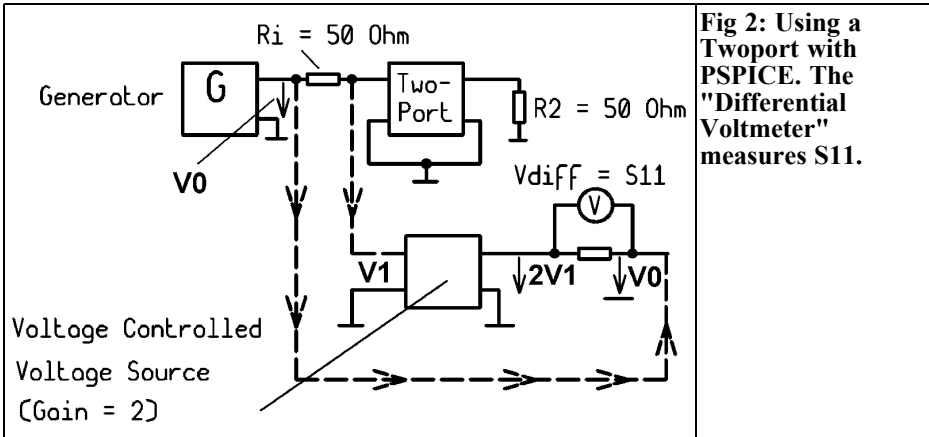 Ri = 50 Ohm
G
Generator
V0
Two-
Port
R2 = 50 Ohm
Vdiff = S11
V
V1
2V1
V0
Voltage Controlled
Voltage Source
(Gain = 2)
Fig 2: Using a
Twoport with
PSPICE. The
"Differential
Voltmeter"
measures S11.